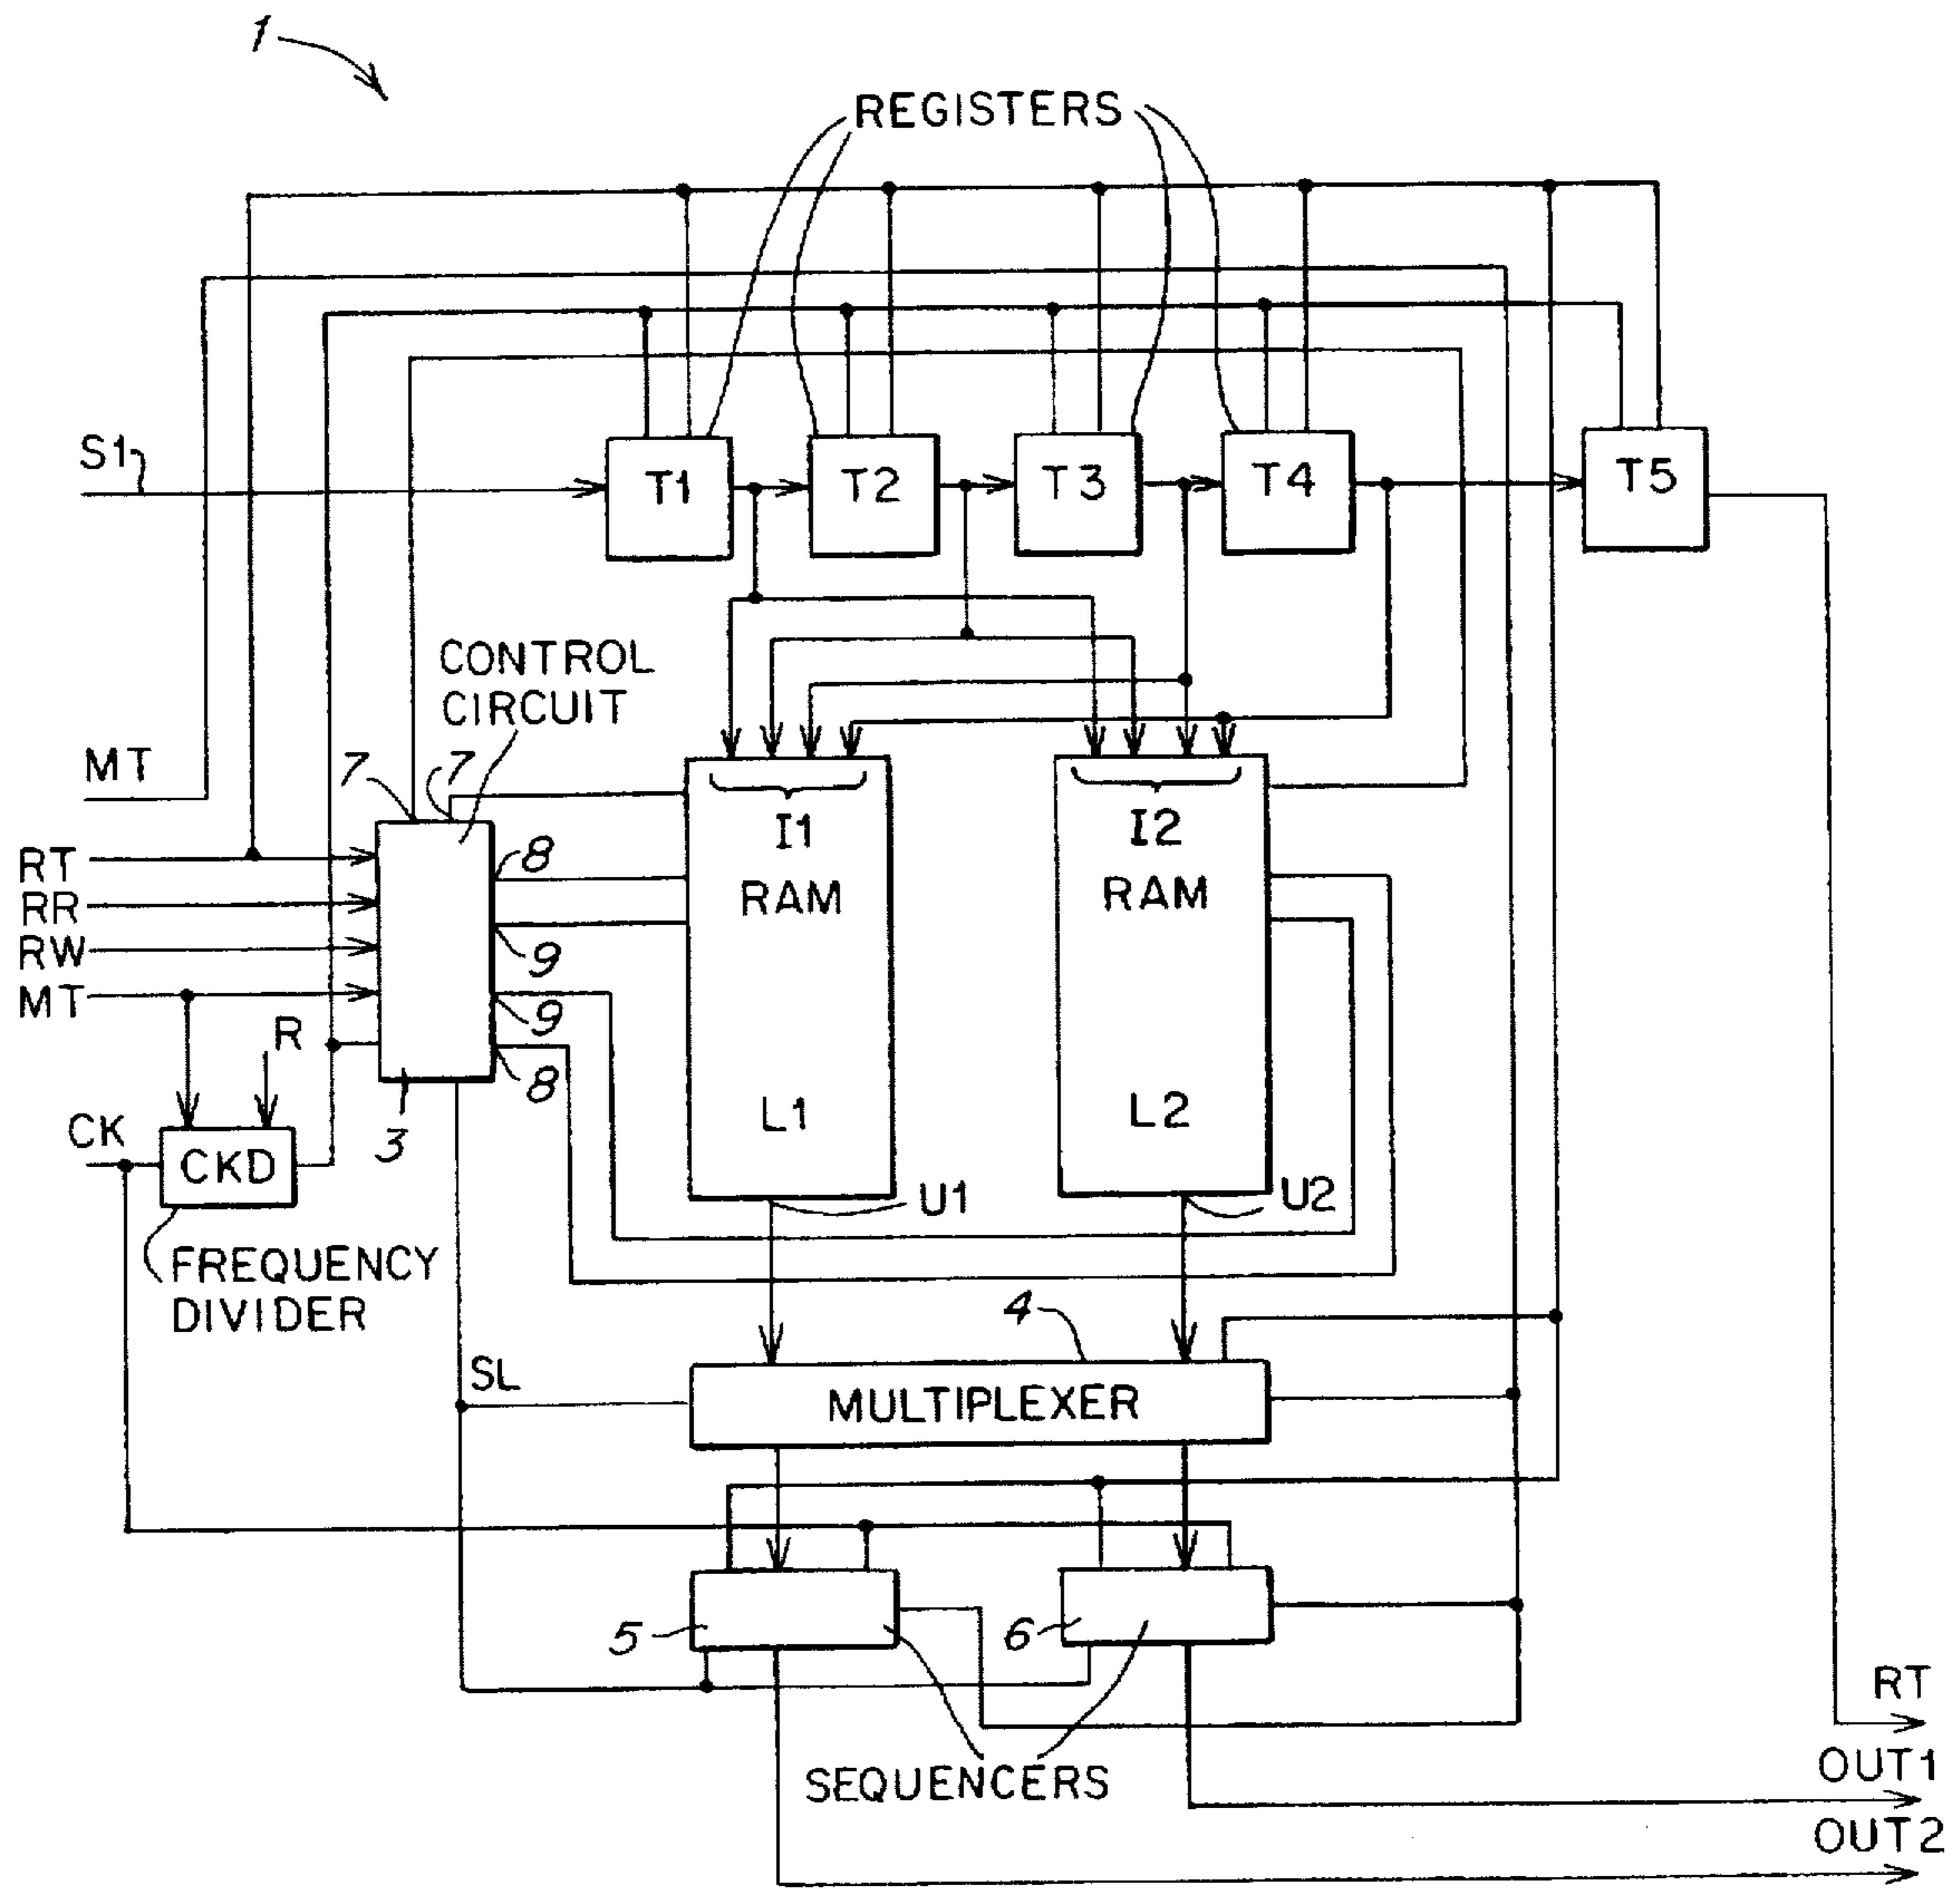 1
REGISTERS
S1
T1
T2
T3
T4
T5
CONTROL
CIRCUIT
MT
7
7
RT
RR
RW
MT
8
9
9
8
I1
RAM
L1
I2
RAM
L2
R
CK
CKD
3
U1
U2
FREQUENCY
DIVIDER
4
SL
MULTIPLEXER
5
6
SEQUENCERS
RT
OUT1
OUT2